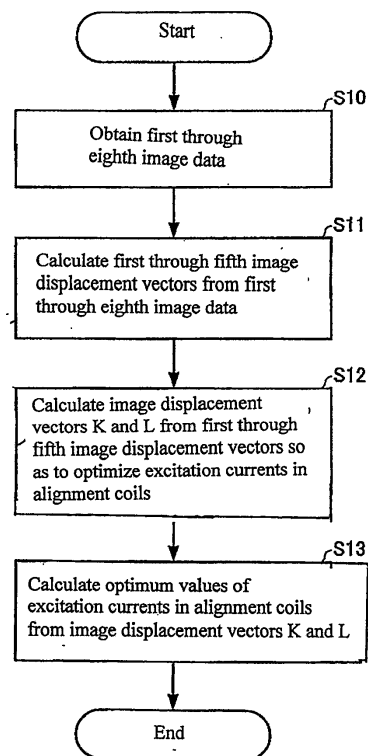 Start
S10
Obtain first through
eighth image data
S11
Calculate first through fifth image
displacement vectors from first
through eighth image data
S12
Calculate image displacement
vectors K and L from first through
fifth image displacement vectors so
as to optimize excitation currents in
alignment coils
S13
Calculate optimum values of
excitation currents in alignment coils
from image displacement vectors K and L
End